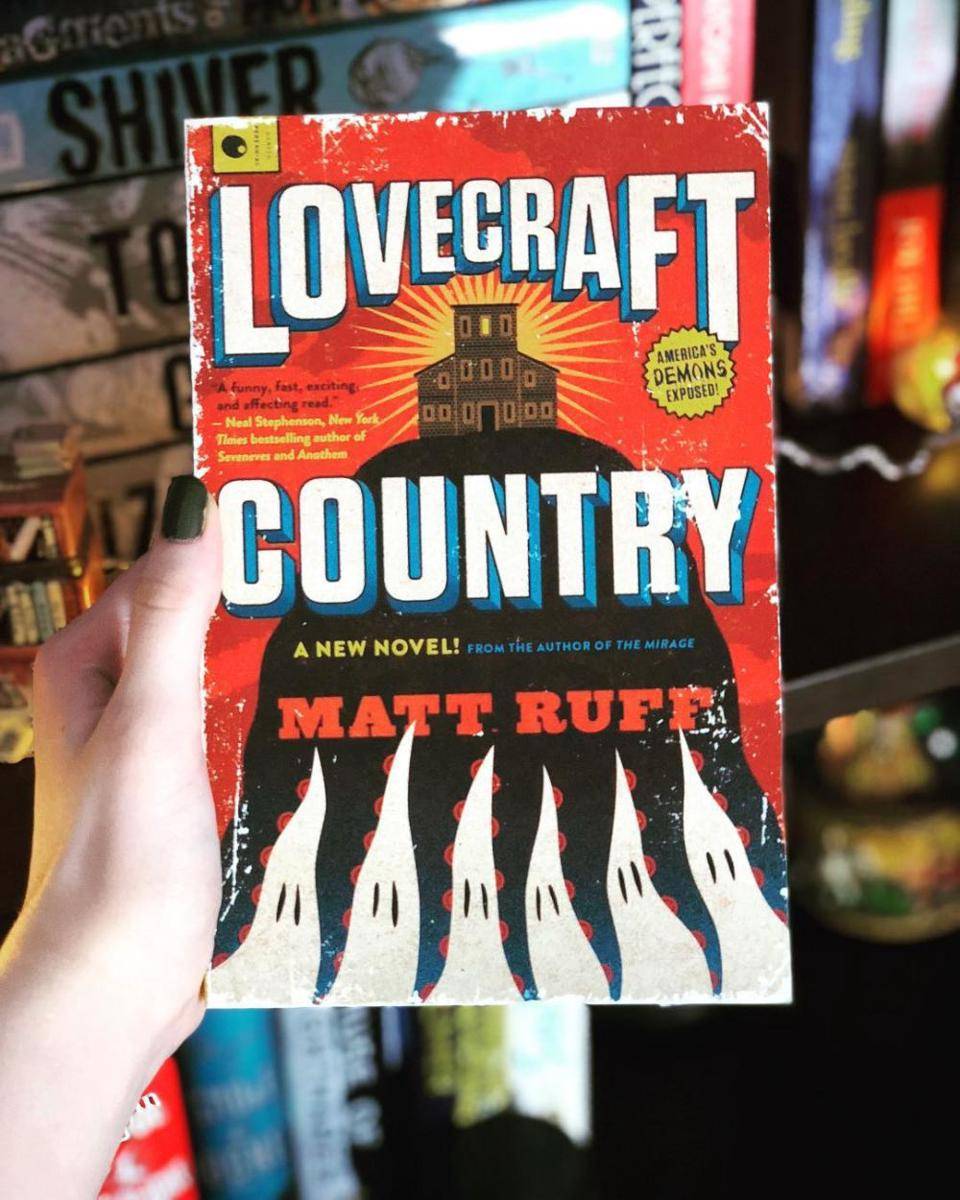 SHIVER
LOVECRAFT
"A funny, fast, exciting,
and affecting read."
— Neal Stephenson, New York
Times bestselling author of
Seveneves and Anathem
AMERICA'S
DEMONS
EXPOSED!
COUNTRY
A NEW NOVEL! FROM THE AUTHOR OF THE MIRAGE
MATT RUFF